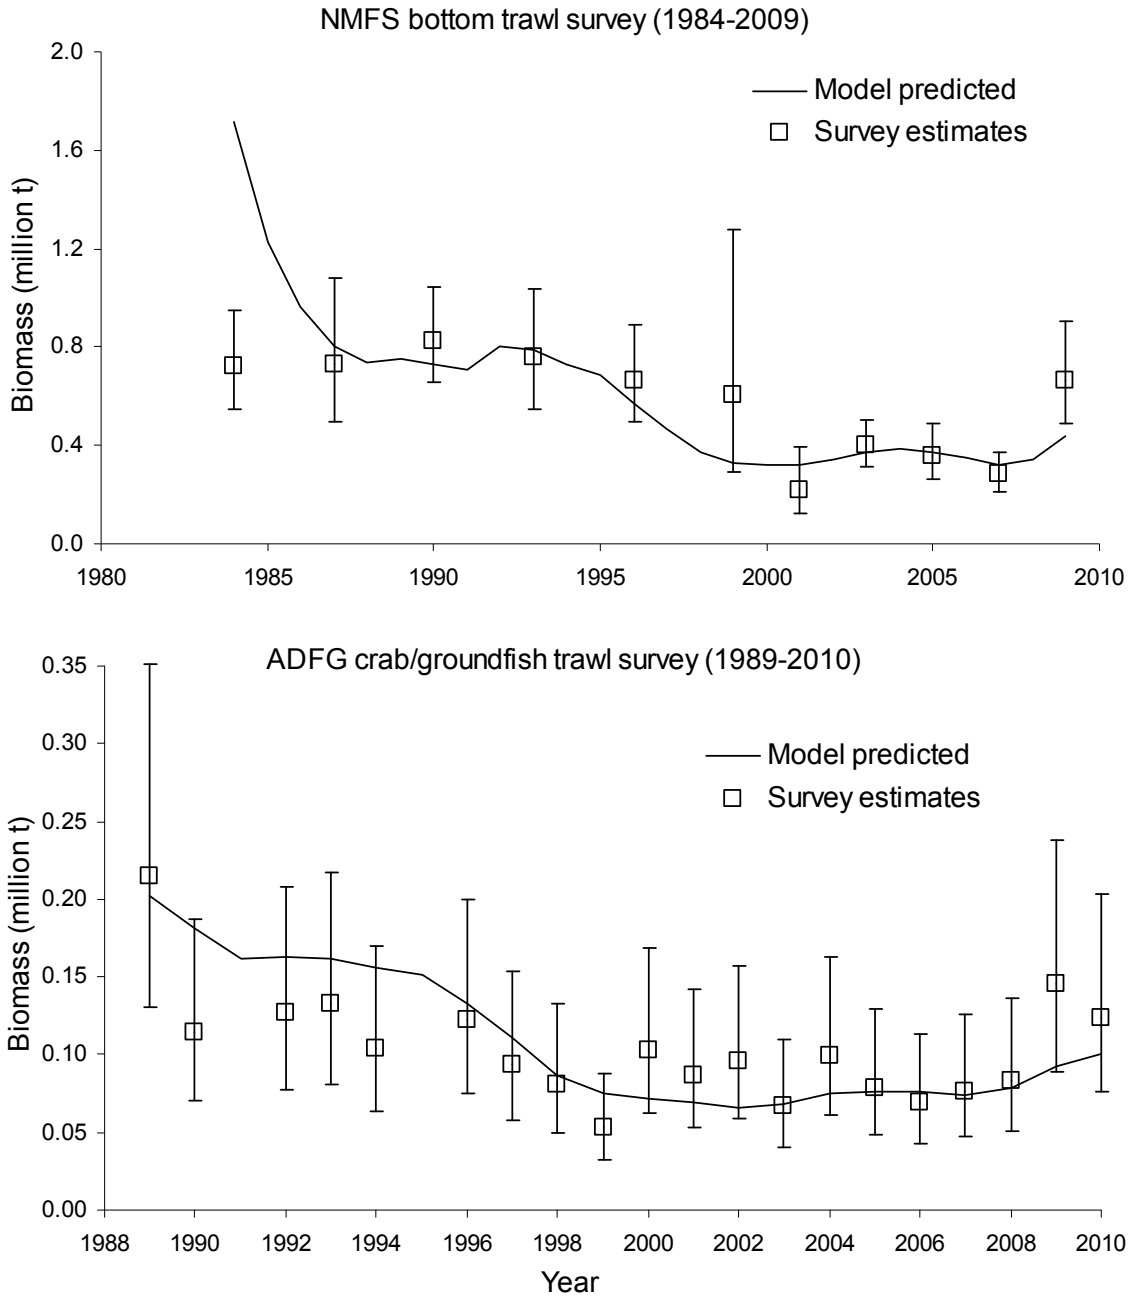 NMFS bottom trawl survey (1984-2009)
2.0
1.6
1.2
0.8
0.4
0.0
Biomass (million t)
Model predicted
Survey estimates
1980 1985 1990 1995 2000 2005 2010
ADFG crab/groundfish trawl survey (1989-2010)
0.35
0.30
0.25
0.20
0.15
0.10
0.05
0.00
Biomass (million t)
Model predicted
Survey estimates
1988 1990 1992 1994 1996 1998 2000 2002 2004 2006 2008 2010
Year